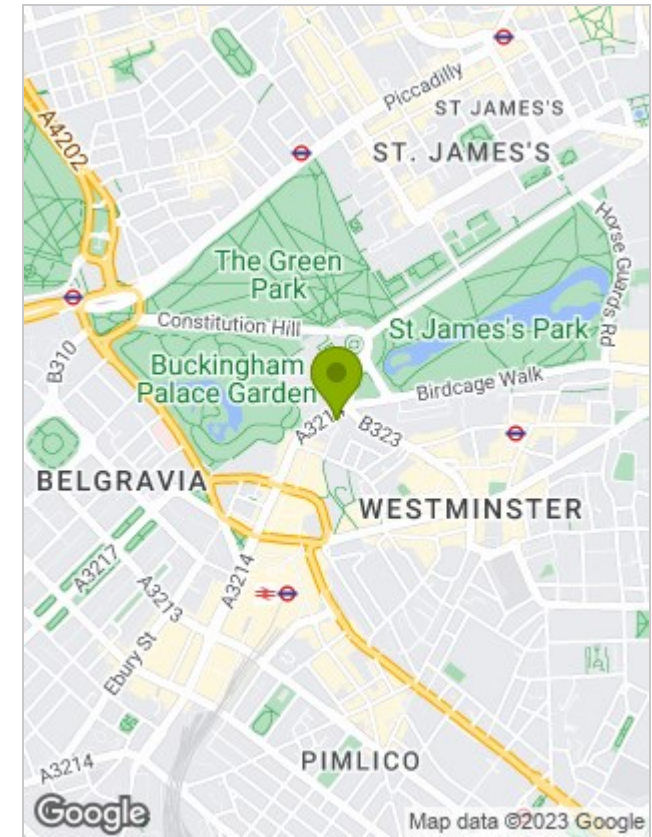 A4202
Piccadilly
ST JAMES'S
ST. JAMES'S
The Green
Park
Horse Guards Rd
Constitution Hill
St James's Park
B310
Buckingham
Palace Garden
Birdcage Walk
A3214
B323
BELGRAVIA
WESTMINSTER
A3217
A3214
A3213
Ebury St
A3214
PIMLICO
Google
Map data ©2023 Google